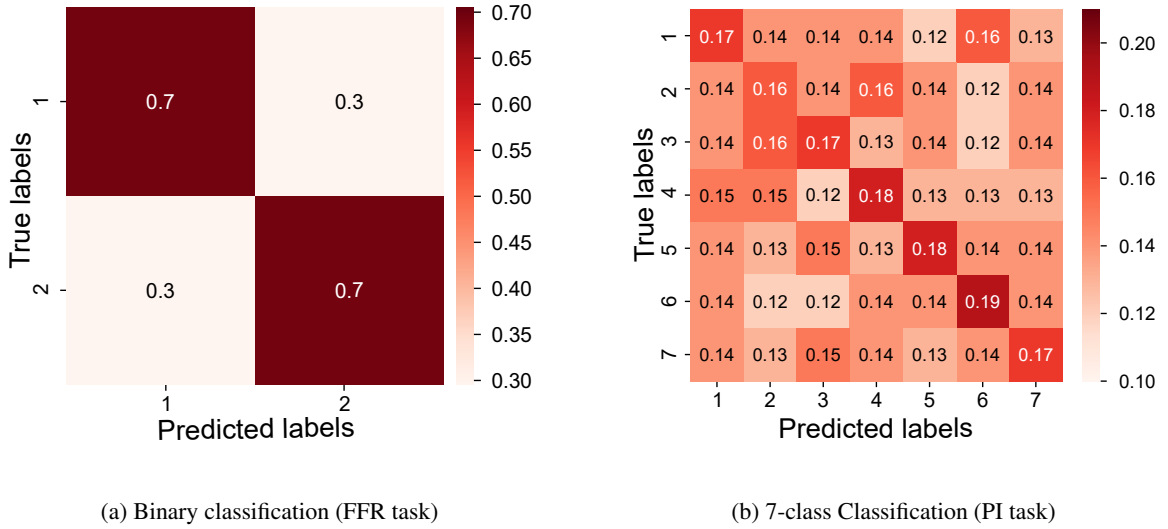 0.7 0.3
0.3 0.7
1
2
True labels
1 2
Predicted labels
0.70
0.65
0.60
0.55
0.50
0.45
0.40
0.35
0.30
(a) Binary classification (FFR task)
0.17 0.14 0.14 0.14 0.12 0.16 0.13
0.14 0.16 0.14 0.16 0.14 0.12 0.14
0.14 0.16 0.17 0.13 0.14 0.12 0.14
0.15 0.15 0.12 0.18 0.13 0.13 0.13
0.14 0.13 0.15 0.13 0.18 0.14 0.14
0.14 0.12 0.12 0.14 0.14 0.19 0.14
0.14 0.13 0.15 0.14 0.13 0.14 0.17
1
2
3
4
5
6
7
True labels
1 2 3 4 5 6 7
Predicted labels
0.20
0.18
0.16
0.14
0.12
0.10
(b) 7-class Classification (PI task)